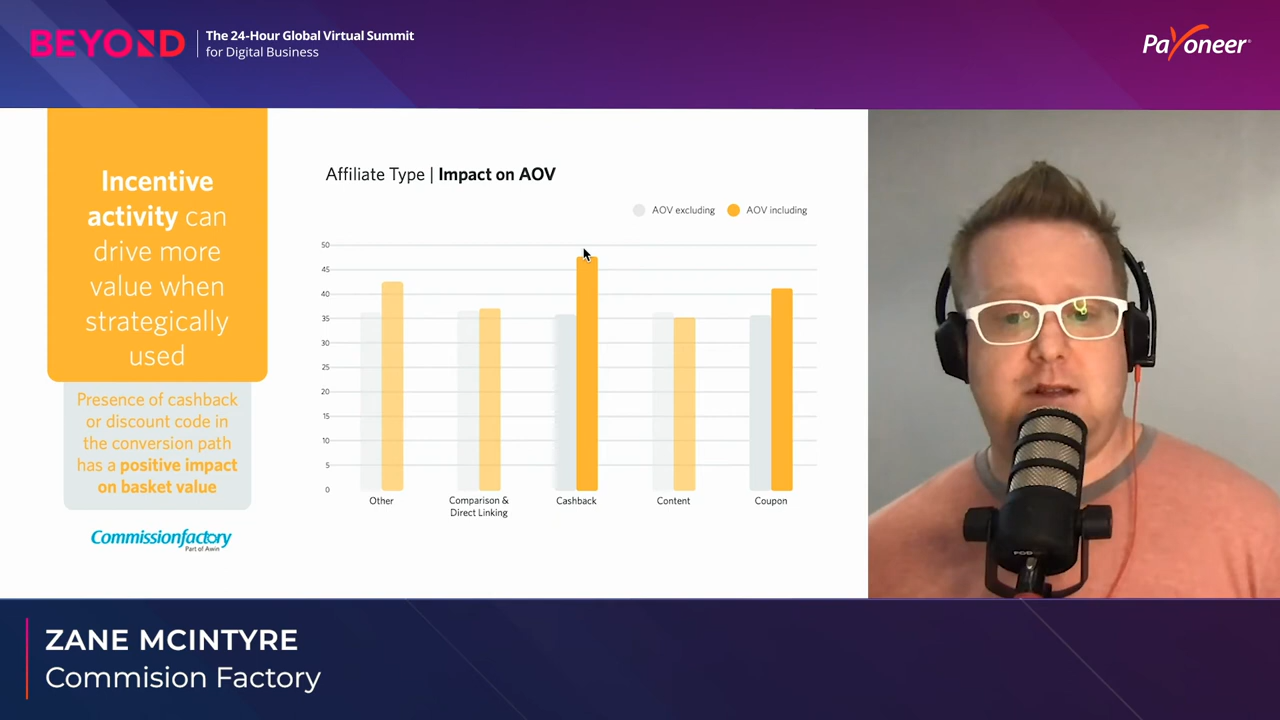 BEYOND
The 24-Hour Global Virtual Summit
for Digital Business
Payoneer
Incentive
activity can
drive more
value when
strategically
used
Presence of cashback
or discount code in
the conversion path
has a positive impact
on basket value
Commissionfactory
Part of Awin
Affiliate Type | Impact on AOV
AOV excluding
AOV including
50
45
40
35
30
25
20
15
10
5
0
Other
Comparison &
Direct Linking
Cashback
Content
Coupon
ZANE MCINTYRE
Commision Factory